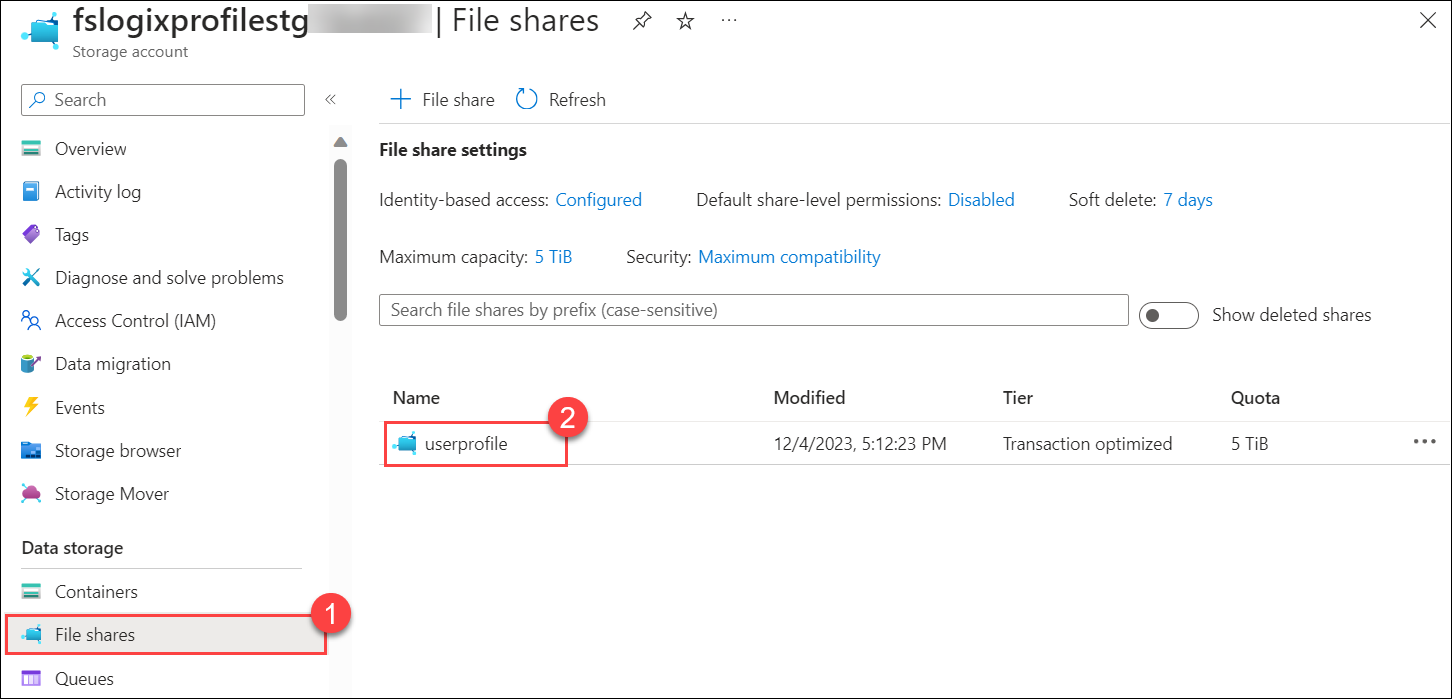 fslogixprofilestg | File shares
Storage account
Search
«
File share
Refresh
Overview
Activity log
Tags
Diagnose and solve problems
Access Control (IAM)
Data migration
Events
Storage browser
Storage Mover
Data storage
Containers
File shares
1
Queues
File share settings
Identity-based access: Configured Default share-level permissions: Disabled Soft delete: 7 days
Maximum capacity: 5 TiB Security: Maximum compatibility
Search file shares by prefix (case-sensitive)
Show deleted shares
Name Modified Tier Quota
2
userprofile 12/4/2023, 5:12:23 PM Transaction optimized 5 TiB